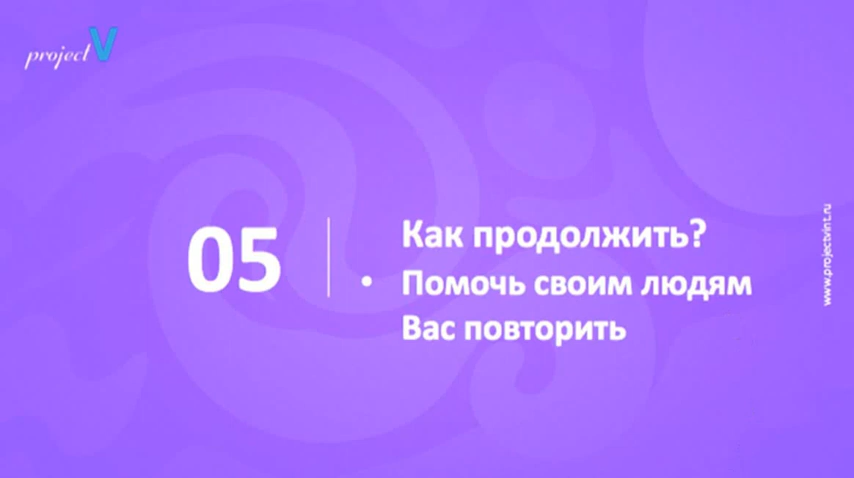 project V
05
Как продолжить?
• Помочь своим людям
Вас повторить
www.projectvint.ru